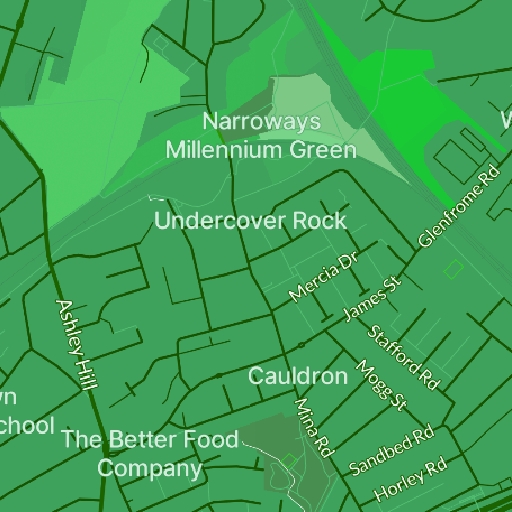 Narroways
Millennium Green
W
Glenfrome Rd
Undercover Rock
Mercia Dr
James St
Ashley Hill
Stafford Rd
Cauldron
Mogg St
wn
chool
Mina Rd
The Better Food
Company
Sandbed Rd
Horley Rd